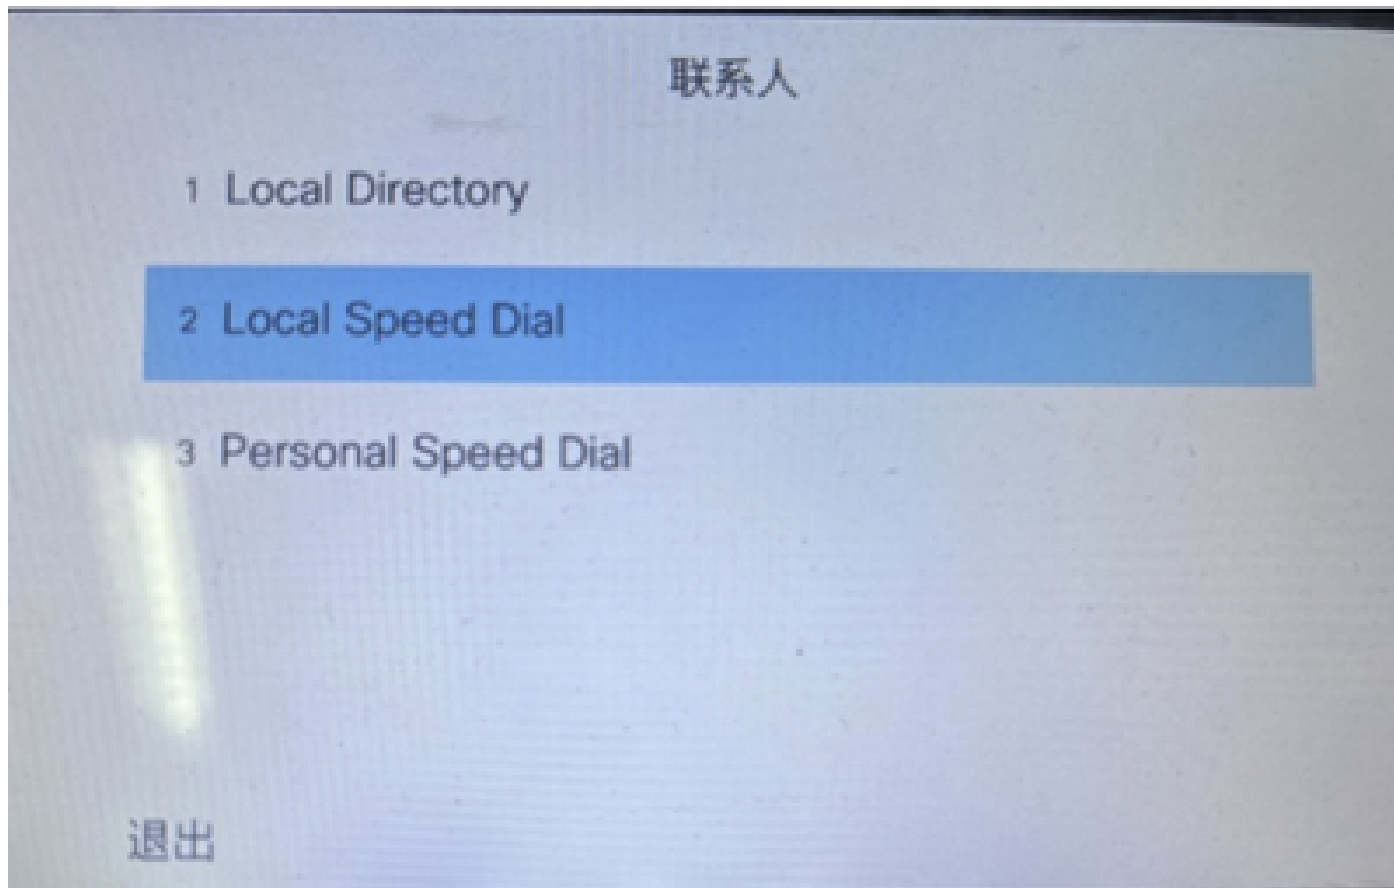 联系人
1 Local Directory
2 Local Speed Dial
3 Personal Speed Dial
退出